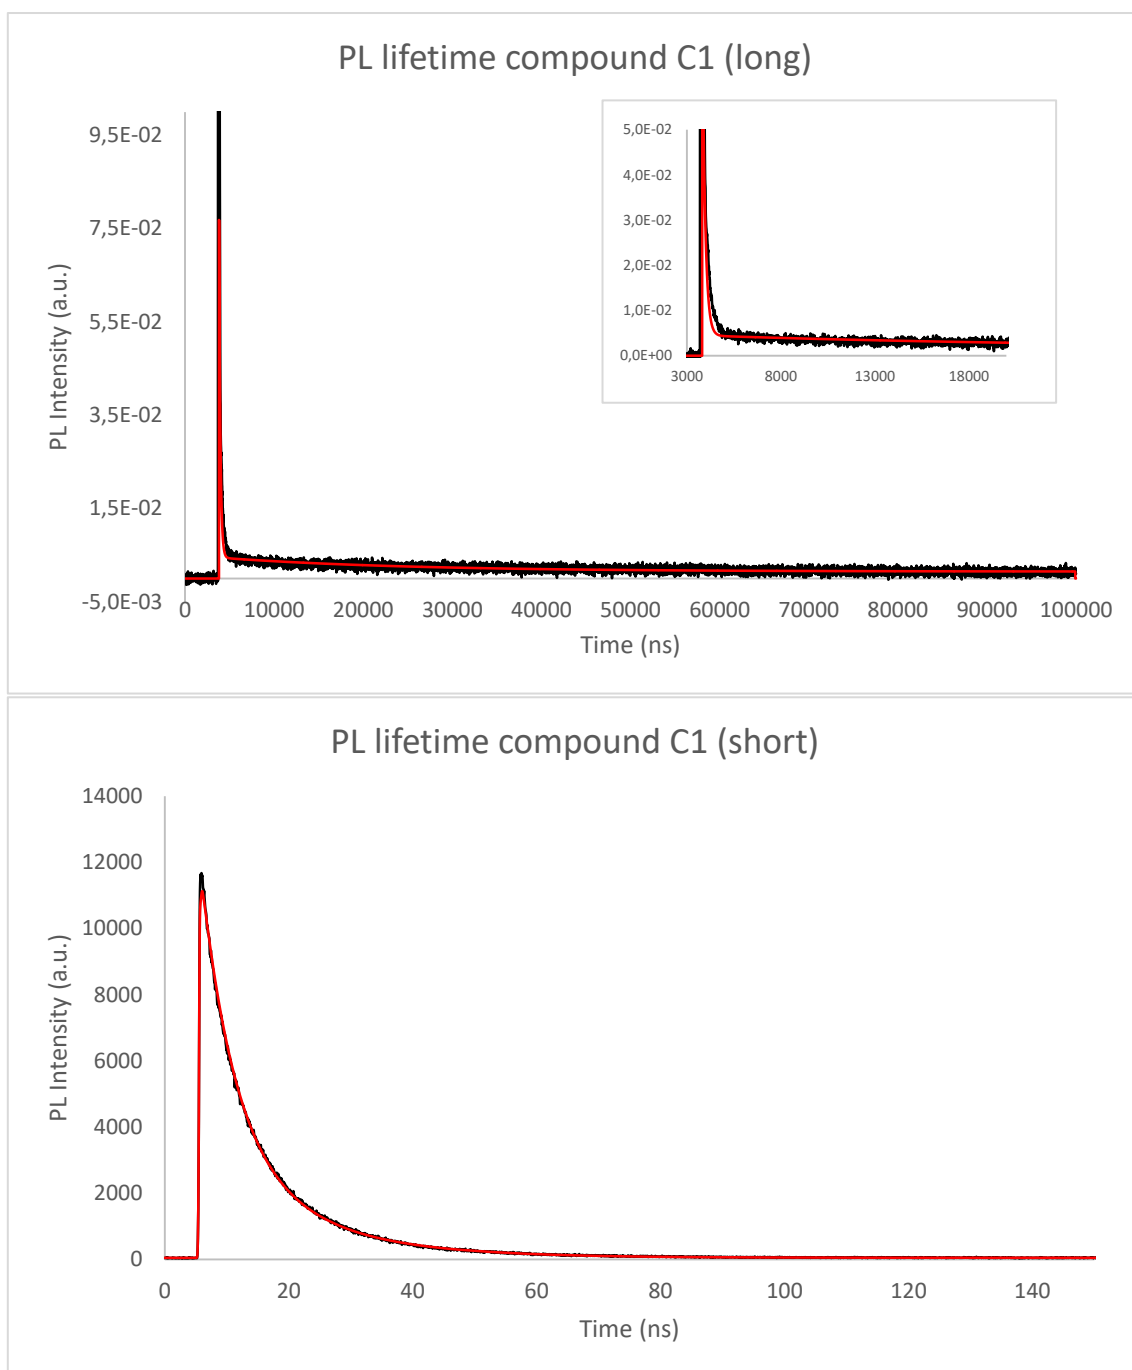 PL lifetime compound C1 (long)
9,5E-02
7,5E-02
5,5E-02
3,5E-02
1,5E-02
-5,0E-03
PL Intensity (a.u.)
0 10000 20000 30000 40000 50000 60000 70000 80000 90000 100000
Time (ns)
5,0E-02
4,0E-02
3,0E-02
2,0E-02
1,0E-02
0,0E+00
3000 8000 13000 18000
PL lifetime compound C1 (short)
14000
12000
10000
8000
6000
4000
2000
0
PL Intensity (a.u.)
0 20 40 60 80 100 120 140
Time (ns)